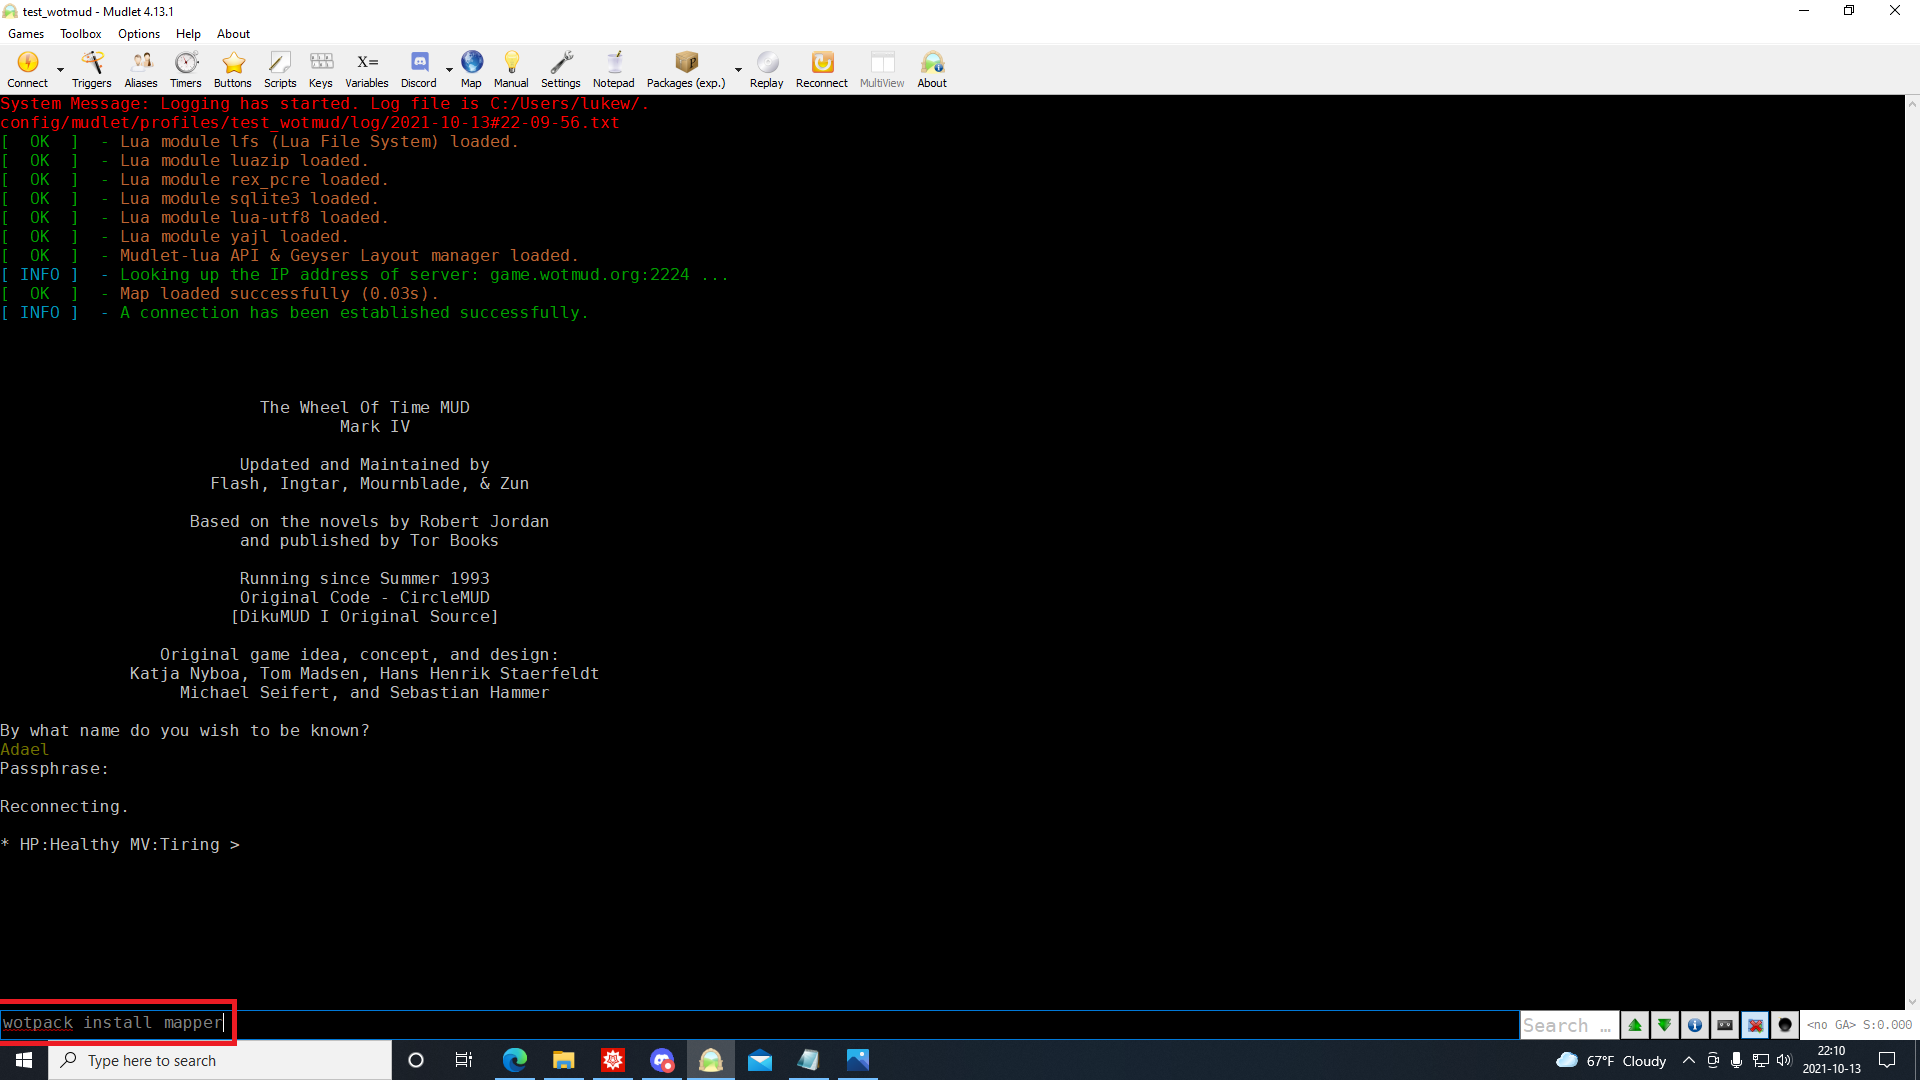 test_wotmud - Mudlet 4.13.1
Games Toolbox Options Help About
Connect Triggers Aliases Timers Buttons Scripts Keys X= Variables Discord Map Manual Settings Notepad Packages (exp.) Replay Reconnect MultiView About
System Message: Logging has started. Log file is C:/Users/lukew/.
config/mudlet/profiles/test_wotmud/log/2021-10-13#22-09-56.txt
[  OK  ]  - Lua module lfs (Lua File System) loaded.
[  OK  ]  - Lua module luazip loaded.
[  OK  ]  - Lua module rex_pcre loaded.
[  OK  ]  - Lua module sqlite3 loaded.
[  OK  ]  - Lua module lua-utf8 loaded.
[  OK  ]  - Lua module yajl loaded.
[  OK  ]  - Mudlet-lua API & Geyser Layout manager loaded.
[ INFO ]  - Looking up the IP address of server: game.wotmud.org:2224 ...
[  OK  ]  - Map loaded successfully (0.03s).
[ INFO ]  - A connection has been established successfully.
The Wheel Of Time MUD
Mark IV
Updated and Maintained by
Flash, Ingtar, Mournblade, & Zun
Based on the novels by Robert Jordan
and published by Tor Books
Running since Summer 1993
Original Code - CircleMUD
[DikuMUD I Original Source]
Original game idea, concept, and design:
Katja Nyboa, Tom Madsen, Hans Henrik Staerfeldt
Michael Seifert, and Sebastian Hammer
By what name do you wish to be known?
Adael
Passphrase:
Reconnecting.
* HP:Healthy MV:Tiring >
wotpack install mapper
Search ...
<no GA> S:0.000
Type here to search
67°F Cloudy
22:10
2021-10-13